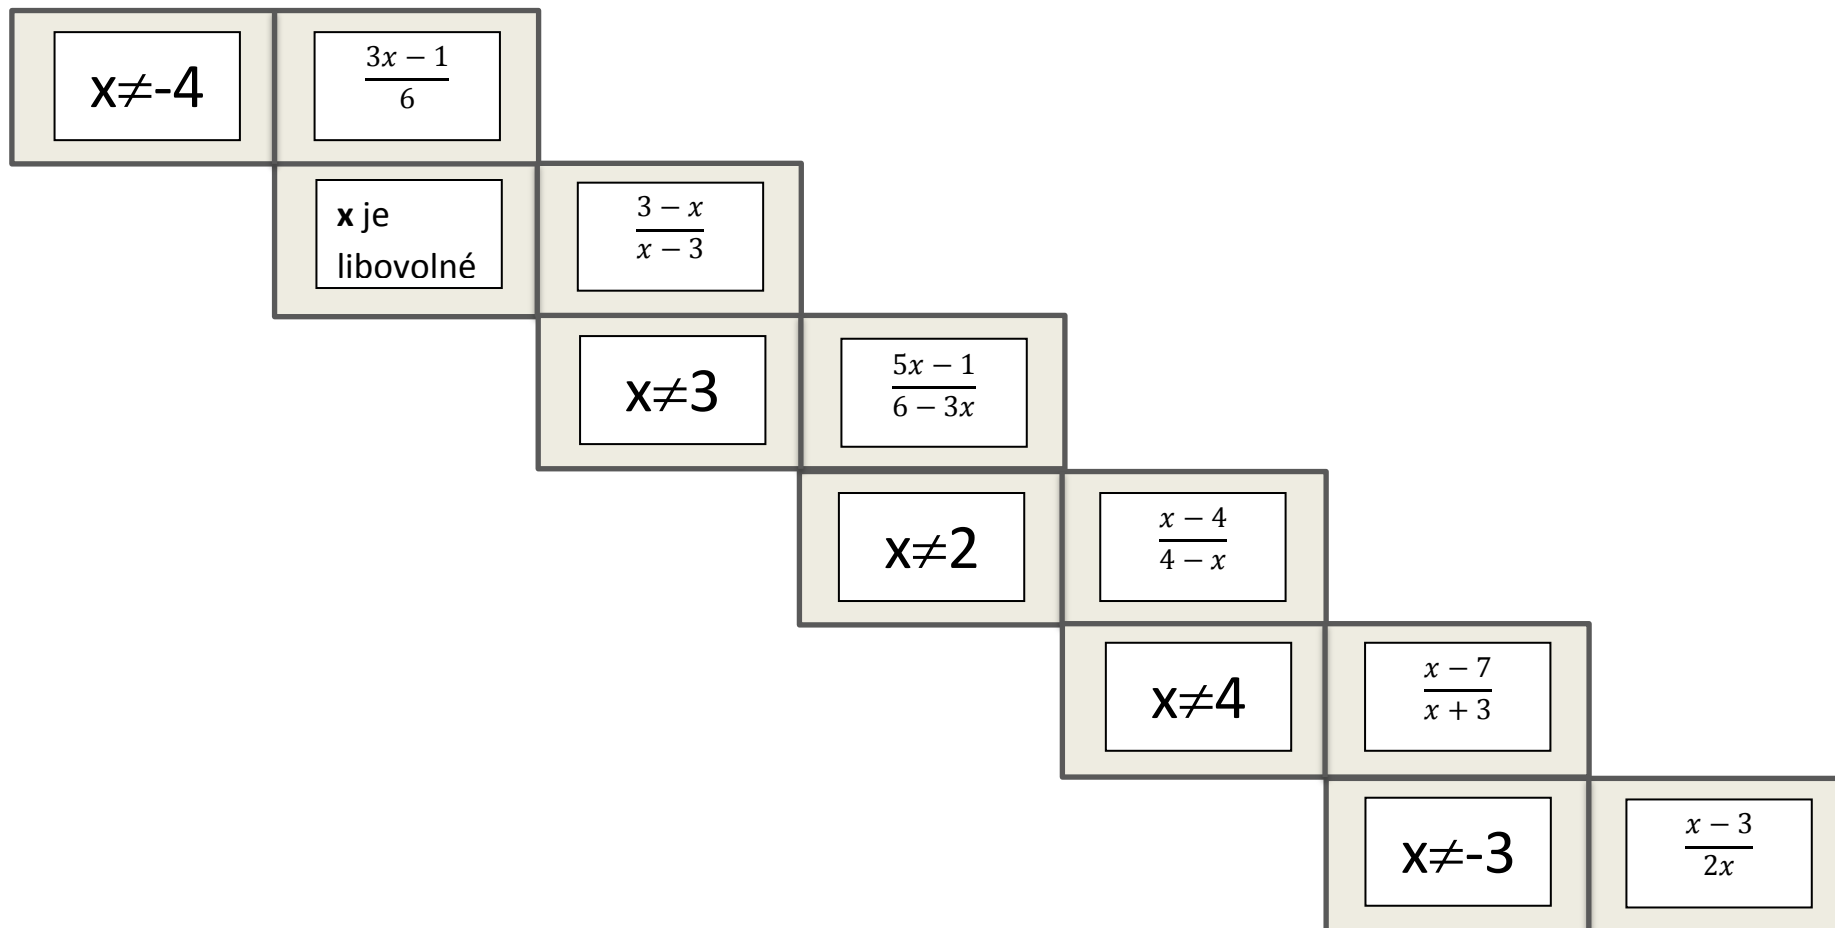 x≠-4
3x − 1
6
x je
libovolné
3 − x
x − 3
x≠3
5x − 1
6 − 3x
x≠2
x − 4
4 − x
x≠4
x − 7
x + 3
x≠-3
x − 3
2x